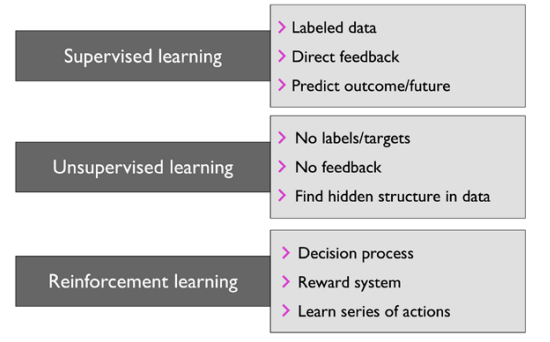 Supervised learning
Labeled data
Direct feedback
Predict outcome/future
Unsupervised learning
No labels/targets
No feedback
Find hidden structure in data
Reinforcement learning
Decision process
Reward system
Learn series of actions